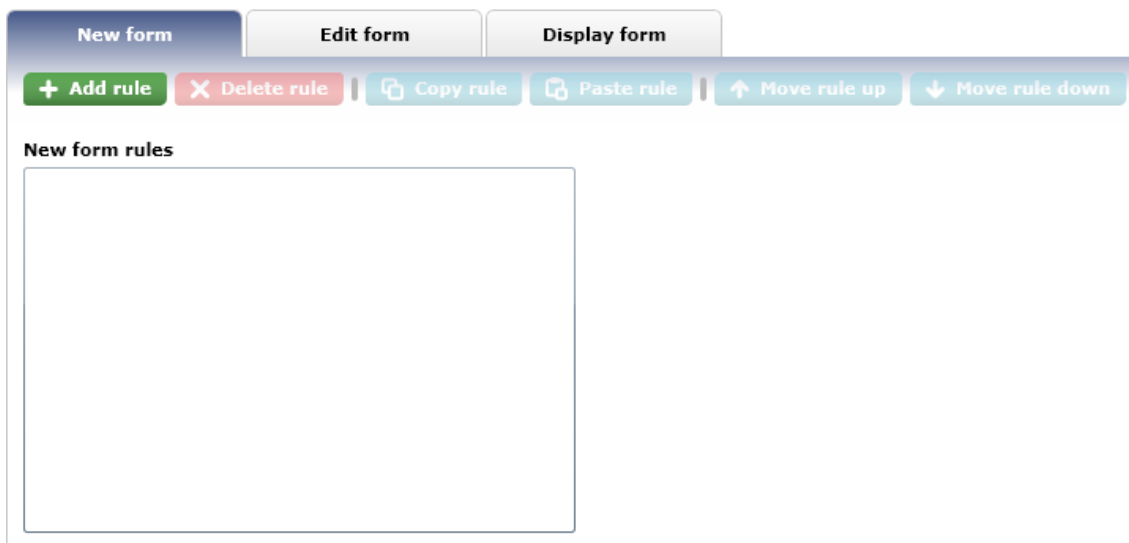 New form Edit form Display form
Add rule Delete rule Copy rule Paste rule Move rule up Move rule down
New form rules